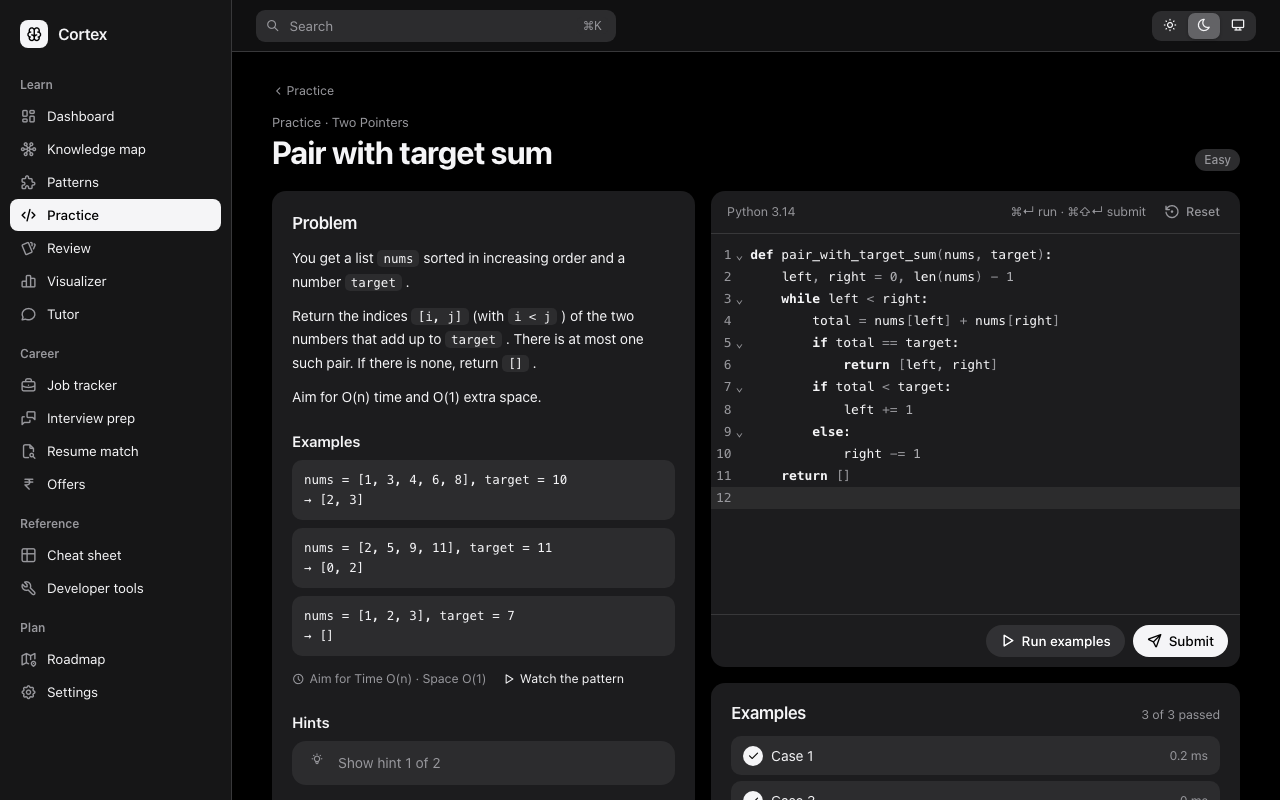 Cortex
Search ⌘K
Learn
Dashboard
Knowledge map
Patterns
Practice
Review
Visualizer
Tutor
Career
Job tracker
Interview prep
Resume match
Offers
Reference
Cheat sheet
Developer tools
Plan
Roadmap
Settings
Practice
Practice · Two Pointers
Pair with target sum
Easy
Problem
You get a list nums sorted in increasing order and a
number target .
Return the indices [i, j] (with i < j ) of the two
numbers that add up to target . There is at most one
such pair. If there is none, return [] .
Aim for O(n) time and O(1) extra space.
Examples
nums = [1, 3, 4, 6, 8], target = 10
→ [2, 3]
nums = [2, 5, 9, 11], target = 11
→ [0, 2]
nums = [1, 2, 3], target = 7
→ []
Aim for Time O(n) · Space O(1) Watch the pattern
Hints
Show hint 1 of 2
Python 3.14 ⌘↵ run · ⌘⇧↵ submit Reset
1 def pair_with_target_sum(nums, target):
2     left, right = 0, len(nums) - 1
3     while left < right:
4         total = nums[left] + nums[right]
5         if total == target:
6             return [left, right]
7         if total < target:
8             left += 1
9         else:
10             right -= 1
11     return []
12
Run examples Submit
Examples 3 of 3 passed
Case 1 0.2 ms